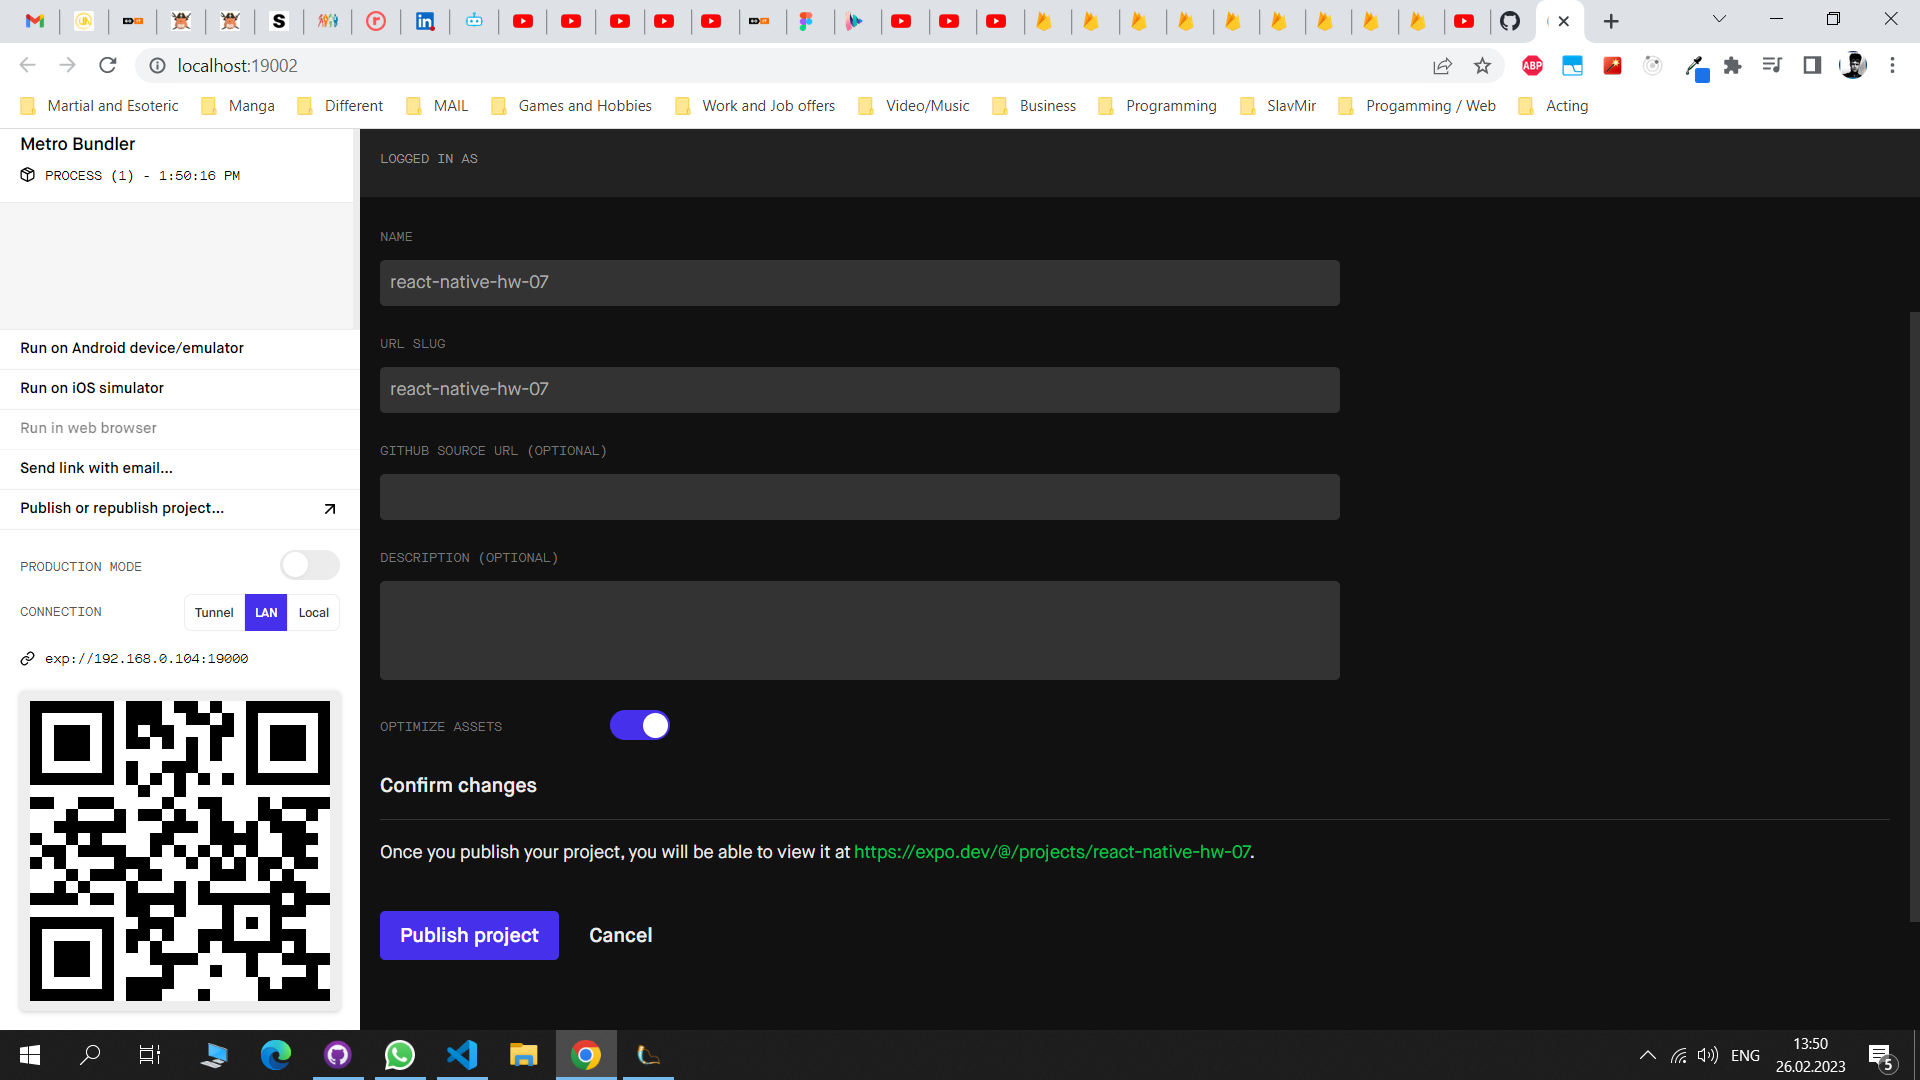 localhost:19002
Martial and Esoteric
Manga
Different
MAIL
Games and Hobbies
Work and Job offers
Video/Music
Business
Programming
SlavMir
Progamming / Web
Acting
Metro Bundler
PROCESS (1) - 1:50:16 PM
Run on Android device/emulator
Run on iOS simulator
Run in web browser
Send link with email...
Publish or republish project...
PRODUCTION MODE
CONNECTION
Tunnel
LAN
Local
exp://192.168.0.104:19000
LOGGED IN AS
NAME
react-native-hw-07
URL SLUG
react-native-hw-07
GITHUB SOURCE URL (OPTIONAL)
DESCRIPTION (OPTIONAL)
OPTIMIZE ASSETS
Confirm changes
Once you publish your project, you will be able to view it at https://expo.dev/@/projects/react-native-hw-07.
Publish project
Cancel
ENG
13:50
26.02.2023
5